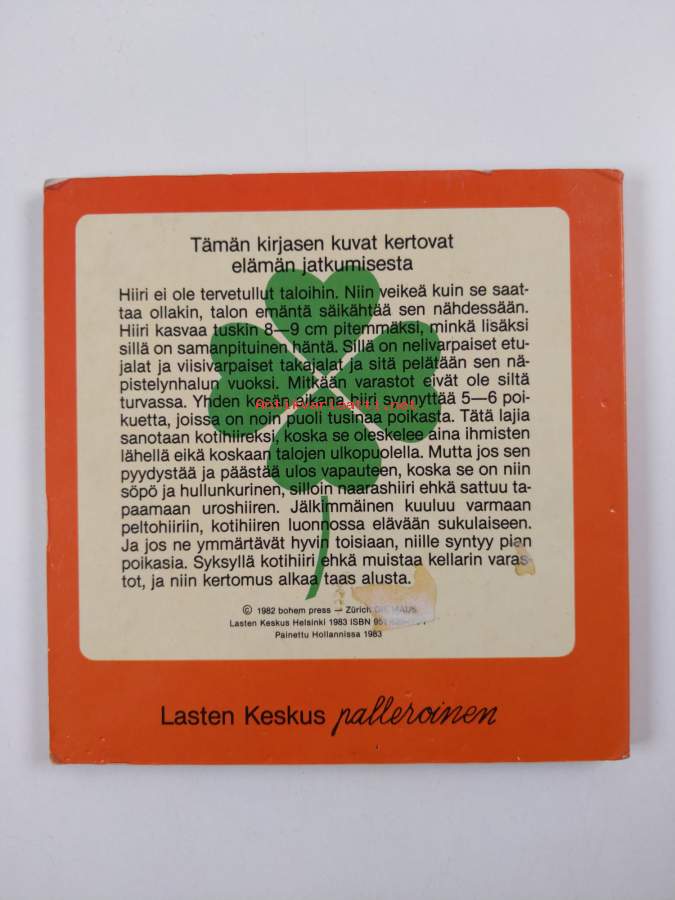 Tämän kirjasen kuvat kertovat
elämän jatkumisesta
Hiiri ei ole tervetullut taloihin. Niin veikeä kuin se saat-
taa ollakin, talon emäntä säikähtää sen nähdessään.
Hiiri kasvaa tuskin 8—9 cm pitemmäksi, minkä lisäksi
sillä on samanpituinen häntä. Sillä on nelivarpaiset etu-
jalat ja viisivarpaiset takajalat ja sitä pelätään sen nä-
pistelynhalun vuoksi. Mitkään varastot eivät ole siltä
turvassa. Yhden kesän aikana hiiri synnyttää 5—6 poi-
Antikvariaatti.net
kuetta, joissa on noin puoli tusinaa poikasta. Tätä lajia
sanotaan kotihiireksi, koska se oleskelee aina ihmisten
lähellä eikä koskaan talojen ulkopuolella. Mutta jos sen
pyydystää ja päästää ulos vapauteen, koska se on niin
söpö ja hullunkurinen, silloin naarashiiri ehkä sattuu ta-
paamaan uroshiiren. Jälkimmäinen kuuluu varmaan
peltohiiriin, kotihiiren luonnossa elävään sukulaiseen.
Ja jos ne ymmärtävät hyvin toisiaan, niille syntyy pian
poikasia. Syksyllä kotihiiri ehkä muistaa kellarin varas-
tot, ja niin kertomus alkaa taas alusta.
© 1982 bohem press — Zürich DIE MAUS
Lasten Keskus Helsinki 1983 ISBN
Painettu Hollannissa 1983
Lasten Keskus palleroinen